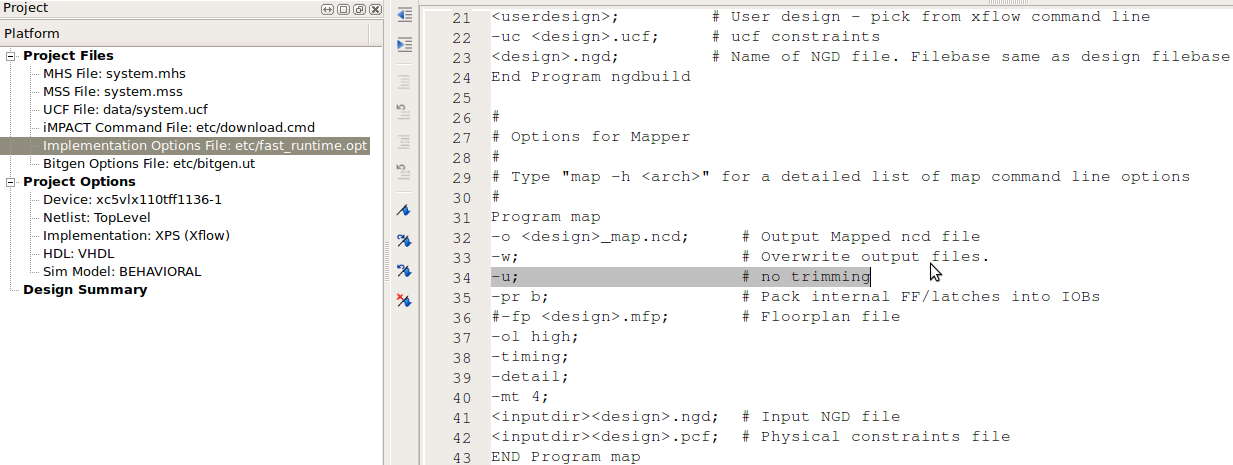 Project
Platform
Project Files
MHS File: system.mhs
MSS File: system.mss
UCF File: data/system.ucf
iMPACT Command File: etc/download.cmd
Implementation Options File: etc/fast_runtime.opt
Bitgen Options File: etc/bitgen.ut
Project Options
Device: xc5vlx110tff1136-1
Netlist: TopLevel
Implementation: XPS (Xflow)
HDL: VHDL
Sim Model: BEHAVIORAL
Design Summary
21 <userdesign>; # User design - pick from xflow command line
22 -uc <design>.ucf; # ucf constraints
23 <design>.ngd; # Name of NGD file. Filebase same as design filebase
24 End Program ngdbuild
25
26 #
27 # Options for Mapper
28 #
29 # Type "map -h <arch>" for a detailed list of map command line options
30 #
31 Program map
32 -o <design>_map.ncd; # Output Mapped ncd file
33 -w; # Overwrite output files.
34 -u; # no trimming
35 -pr b; # Pack internal FF/latches into IOBs
36 #-fp <design>.mfp; # Floorplan file
37 -ol high;
38 -timing;
39 -detail;
40 -mt 4;
41 <inputdir><design>.ngd; # Input NGD file
42 <inputdir><design>.pcf; # Physical constraints file
43 END Program map